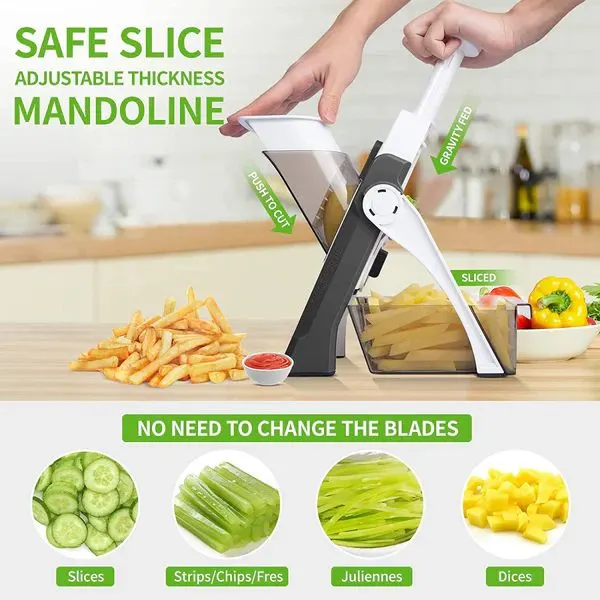 SAFE SLICE
ADJUSTABLE THICKNESS
MANDOLINE
GRAVITY FED
PUSH TO CUT
SLICED
NO NEED TO CHANGE THE BLADES
Slices
Strips/Chips/Fres
Juliennes
Dices